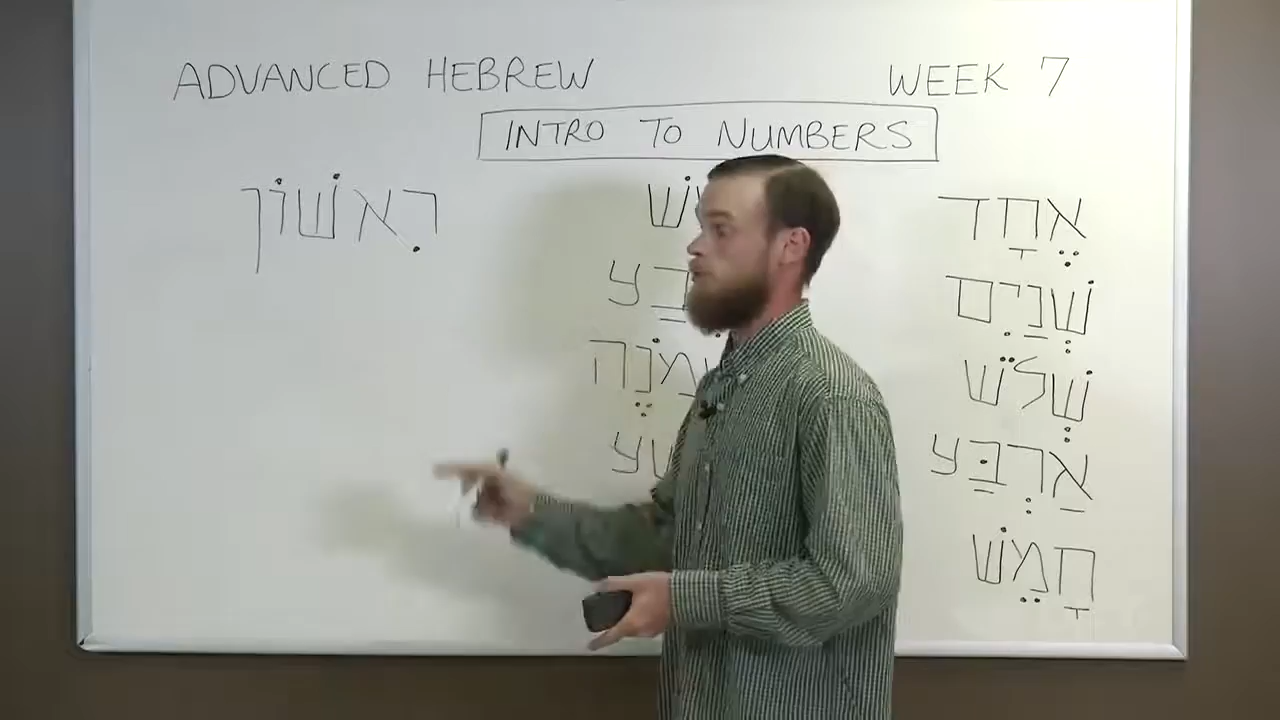 ADVANCED HEBREW
WEEK 7
INTRO TO NUMBERS
אֶחָד
שְׁנַיִם
שְׁלֹשׁ
אַרְבַּע
חָמֵשׁ
רִאשׁוֹן